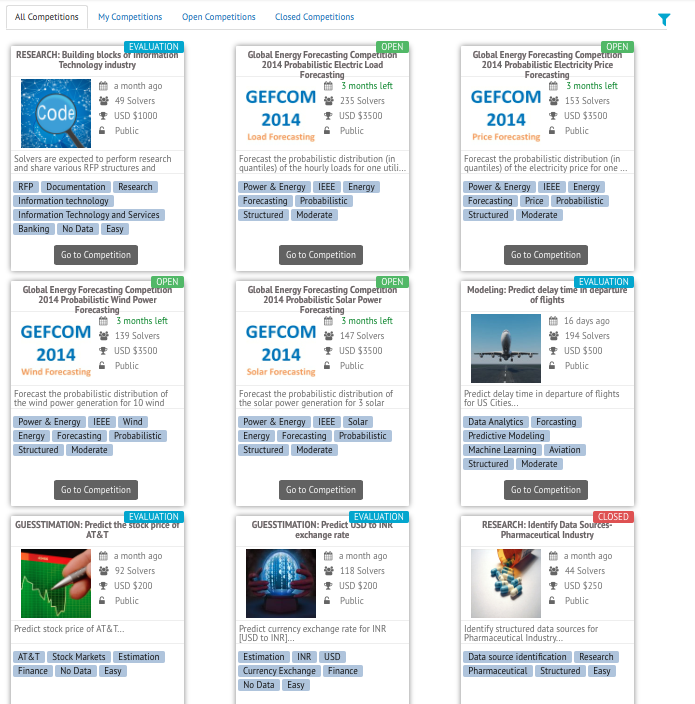 All Competitions
My Competitions
Open Competitions
Closed Competitions
EVALUATION
RESEARCH: Building blocks of Information
Technology industry
Code
a month ago
49 Solvers
USD $1000
Public
Solvers are expected to perform research
and share various RFP structures and
RFP Documentation Research
Information technology
Information Technology and Services
Banking No Data Easy
Go to Competition
OPEN
Global Energy Forecasting Competition
2014 Probabilistic Electric Load
Forecasting
GEFCOM
2014
Load Forecasting
3 months left
235 Solvers
USD $3500
Public
Forecast the probabilistic distribution (in
quantiles) of the hourly loads for one utili...
Power & Energy IEEE Energy
Forecasting Probabilistic
Structured Moderate
Go to Competition
OPEN
Global Energy Forecasting Competition
2014 Probabilistic Electricity Price
Forecasting
GEFCOM
2014
Price Forecasting
3 months left
153 Solvers
USD $3500
Public
Forecast the probabilistic distribution (in
quantiles) of the electricity price for one ...
Power & Energy IEEE Energy
Forecasting Price Probabilistic
Structured Moderate
Go to Competition
OPEN
Global Energy Forecasting Competition
2014 Probabilistic Wind Power
Forecasting
GEFCOM
2014
Wind Forecasting
3 months left
139 Solvers
USD $3500
Public
Forecast the probabilistic distribution of
the wind power generation for 10 wind
Power & Energy IEEE Wind
Energy Forecasting Probabilistic
Structured Moderate
Go to Competition
OPEN
Global Energy Forecasting Competition
2014 Probabilistic Solar Power
Forecasting
GEFCOM
2014
Solar Forecasting
3 months left
147 Solvers
USD $3500
Public
Forecast the probabilistic distribution of
the solar power generation for 3 solar
Power & Energy IEEE Solar
Energy Forecasting Probabilistic
Structured Moderate
Go to Competition
EVALUATION
Modeling: Predict delay time in departure
of flights
16 days ago
194 Solvers
USD $500
Public
Predict delay time in departure of flights
for US Cities...
Data Analytics Forcasting
Predictive Modeling
Machine Learning Aviation
Structured Moderate
Go to Competition
EVALUATION
GUESSTIMATION: Predict the stock price of
AT&T
a month ago
92 Solvers
USD $200
Public
Predict stock price of AT&T...
AT&T Stock Markets Estimation
Finance No Data Easy
EVALUATION
GUESSTIMATION: Predict USD to INR
exchange rate
a month ago
118 Solvers
USD $200
Public
Predict currency exchange rate for INR
[USD to INR]...
Estimation INR USD
Currency Exchange Finance
No Data Easy
CLOSED
RESEARCH: Identify Data Sources-
Pharmaceutical Industry
a month ago
44 Solvers
USD $250
Public
Identify structured data sources for
Pharmaceutical Industry...
Data source identification Research
Pharmaceutical Structured Easy